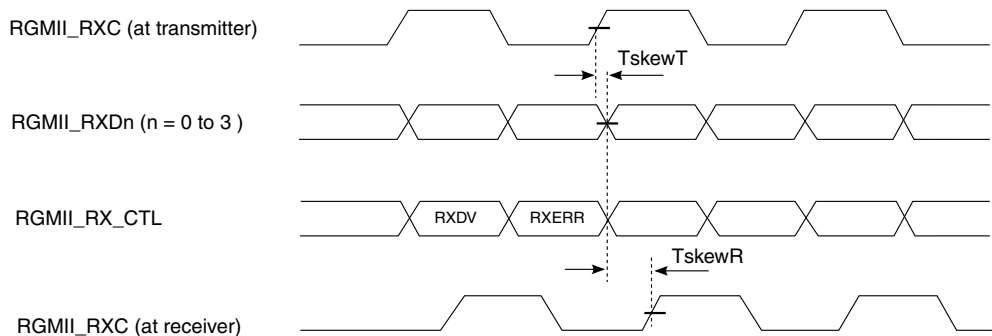 RGMII_RXC (at transmitter)
TskewT
RGMII_RXDn (n = 0 to 3 )
RGMII_RX_CTL
RXDV
RXERR
TskewR
RGMII_RXC (at receiver)